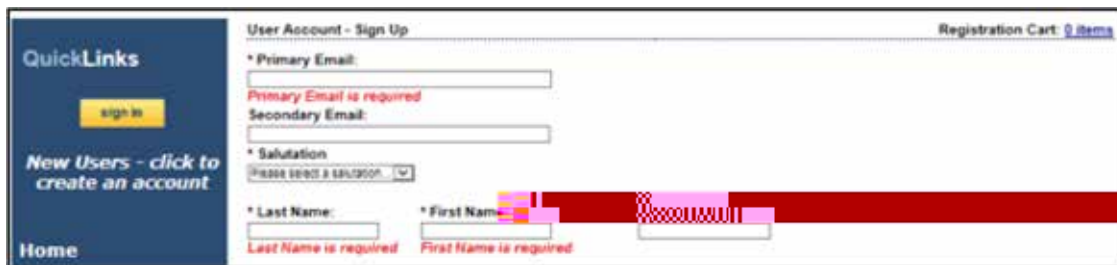 User Account - Sign Up
Registration Cart: 0 items
QuickLinks
sign in
New Users - click to
create an account
Home
* Primary Email:
Primary Email is required
Secondary Email:
* Salutation
Please select a salutation...
* Last Name: * First Name
Last Name is required First Name is required